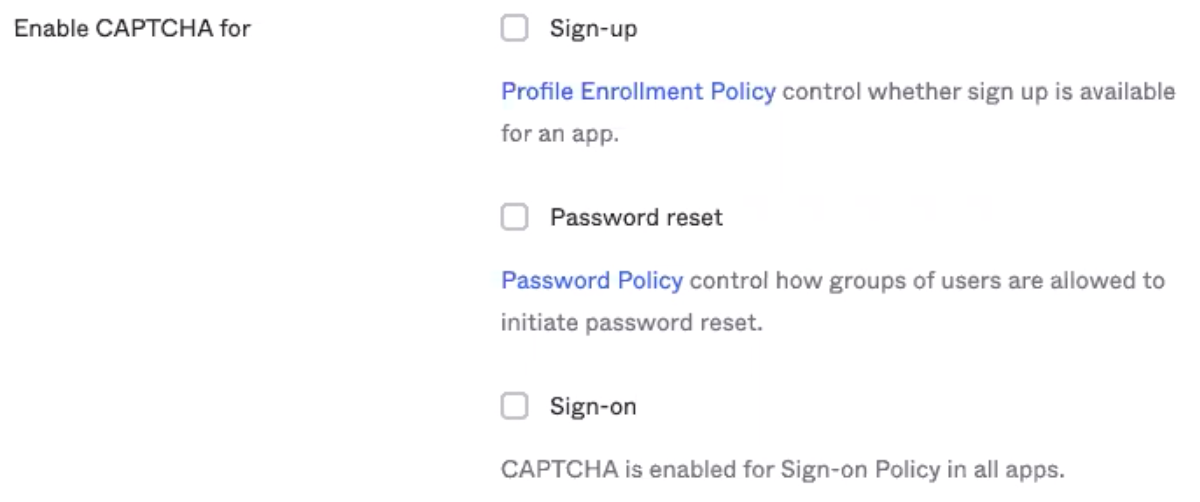 Enable CAPTCHA for
Sign-up
Profile Enrollment Policy control whether sign up is available
for an app.
Password reset
Password Policy control how groups of users are allowed to
initiate password reset.
Sign-on
CAPTCHA is enabled for Sign-on Policy in all apps.